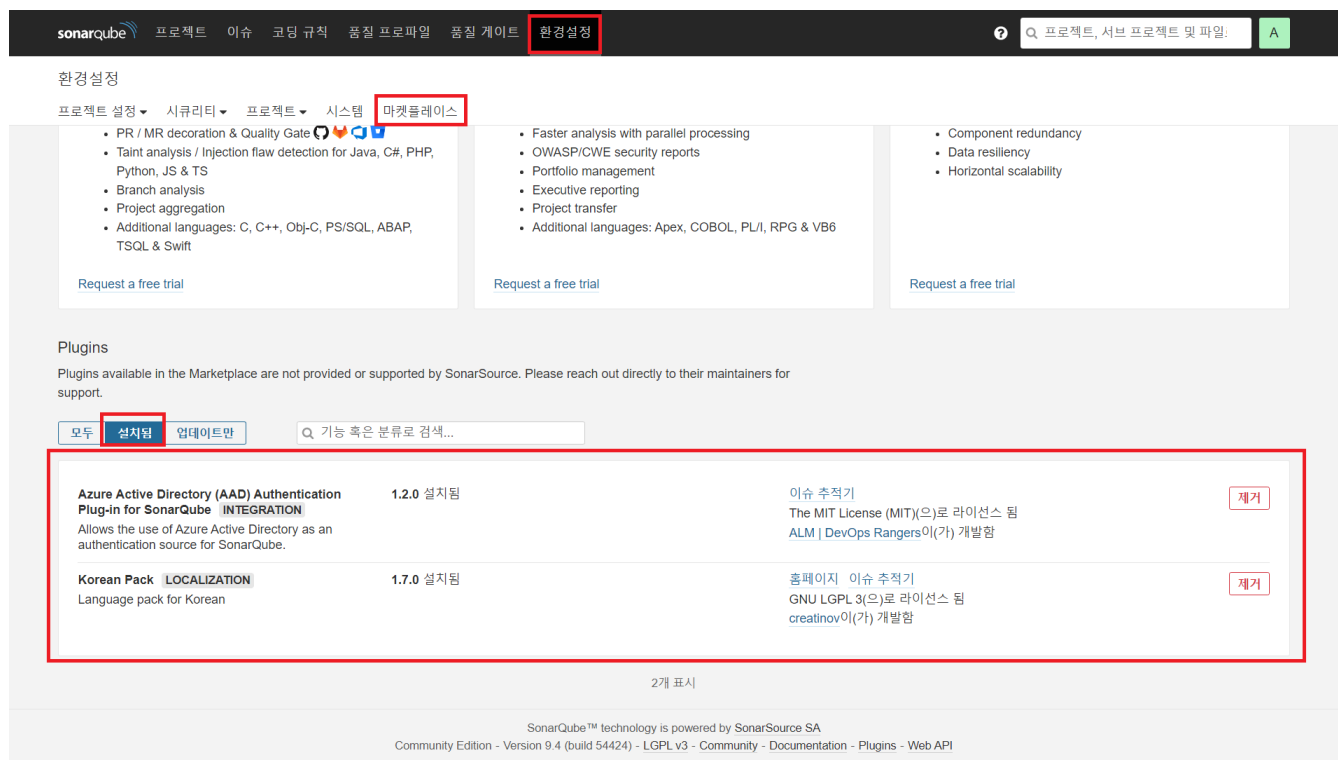 sonarqube 프로젝트 이슈 코딩 규칙 품질 프로파일 품질 게이트 환경설정 ? 프로젝트, 서브 프로젝트 및 파일 A
환경설정
프로젝트 설정 시큐리티 프로젝트 시스템 마켓플레이스
PR / MR decoration & Quality Gate
Taint analysis / Injection flaw detection for Java, C#, PHP,
Python, JS & TS
Branch analysis
Project aggregation
Additional languages: C, C++, Obj-C, PS/SQL, ABAP,
TSQL & Swift
Request a free trial
Faster analysis with parallel processing
OWASP/CWE security reports
Portfolio management
Executive reporting
Project transfer
Additional languages: Apex, COBOL, PL/I, RPG & VB6
Request a free trial
Component redundancy
Data resiliency
Horizontal scalability
Request a free trial
Plugins
Plugins available in the Marketplace are not provided or supported by SonarSource. Please reach out directly to their maintainers for
support.
모두 설치됨 업데이트만 기능 혹은 분류로 검색...
Azure Active Directory (AAD) Authentication
Plug-in for SonarQube INTEGRATION
Allows the use of Azure Active Directory as an
authentication source for SonarQube.
1.2.0 설치됨
이슈 추적기
The MIT License (MIT)(으)로 라이선스 됨
ALM | DevOps Rangers이(가) 개발함
제거
Korean Pack LOCALIZATION
Language pack for Korean
1.7.0 설치됨
홈페이지 이슈 추적기
GNU LGPL 3(으)로 라이선스 됨
creatinov이(가) 개발함
제거
2개 표시
SonarQube™ technology is powered by SonarSource SA
Community Edition - Version 9.4 (build 54424) - LGPL v3 - Community - Documentation - Plugins - Web API